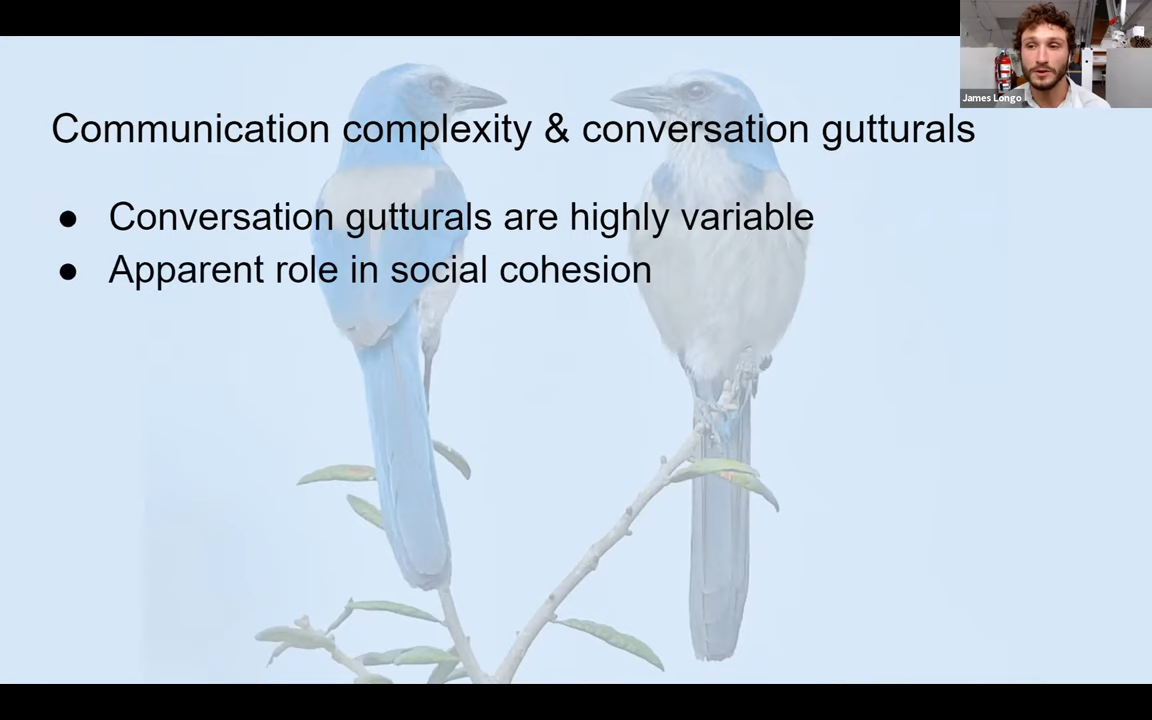 James Longo
Communication complexity & conversation gutturals
● Conversation gutturals are highly variable
● Apparent role in social cohesion